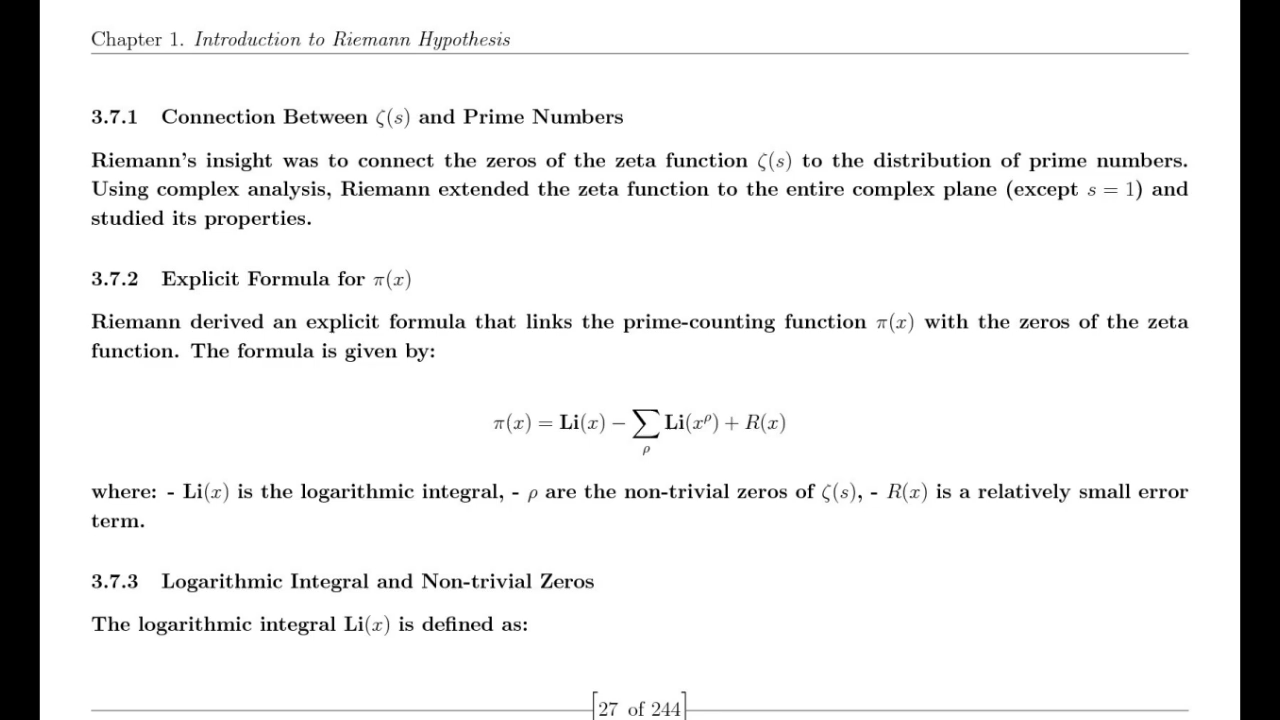 Chapter 1. Introduction to Riemann Hypothesis
3.7.1 Connection Between ζ(s) and Prime Numbers
Riemann's insight was to connect the zeros of the zeta function ζ(s) to the distribution of prime numbers.
Using complex analysis, Riemann extended the zeta function to the entire complex plane (except s = 1) and
studied its properties.
3.7.2 Explicit Formula for π(x)
Riemann derived an explicit formula that links the prime-counting function π(x) with the zeros of the zeta
function. The formula is given by:
π(x) = Li(x) − ∑ρ Li(x^ρ) + R(x)
where: - Li(x) is the logarithmic integral, - ρ are the non-trivial zeros of ζ(s), - R(x) is a relatively small error
term.
3.7.3 Logarithmic Integral and Non-trivial Zeros
The logarithmic integral Li(x) is defined as:
[27 of 244]